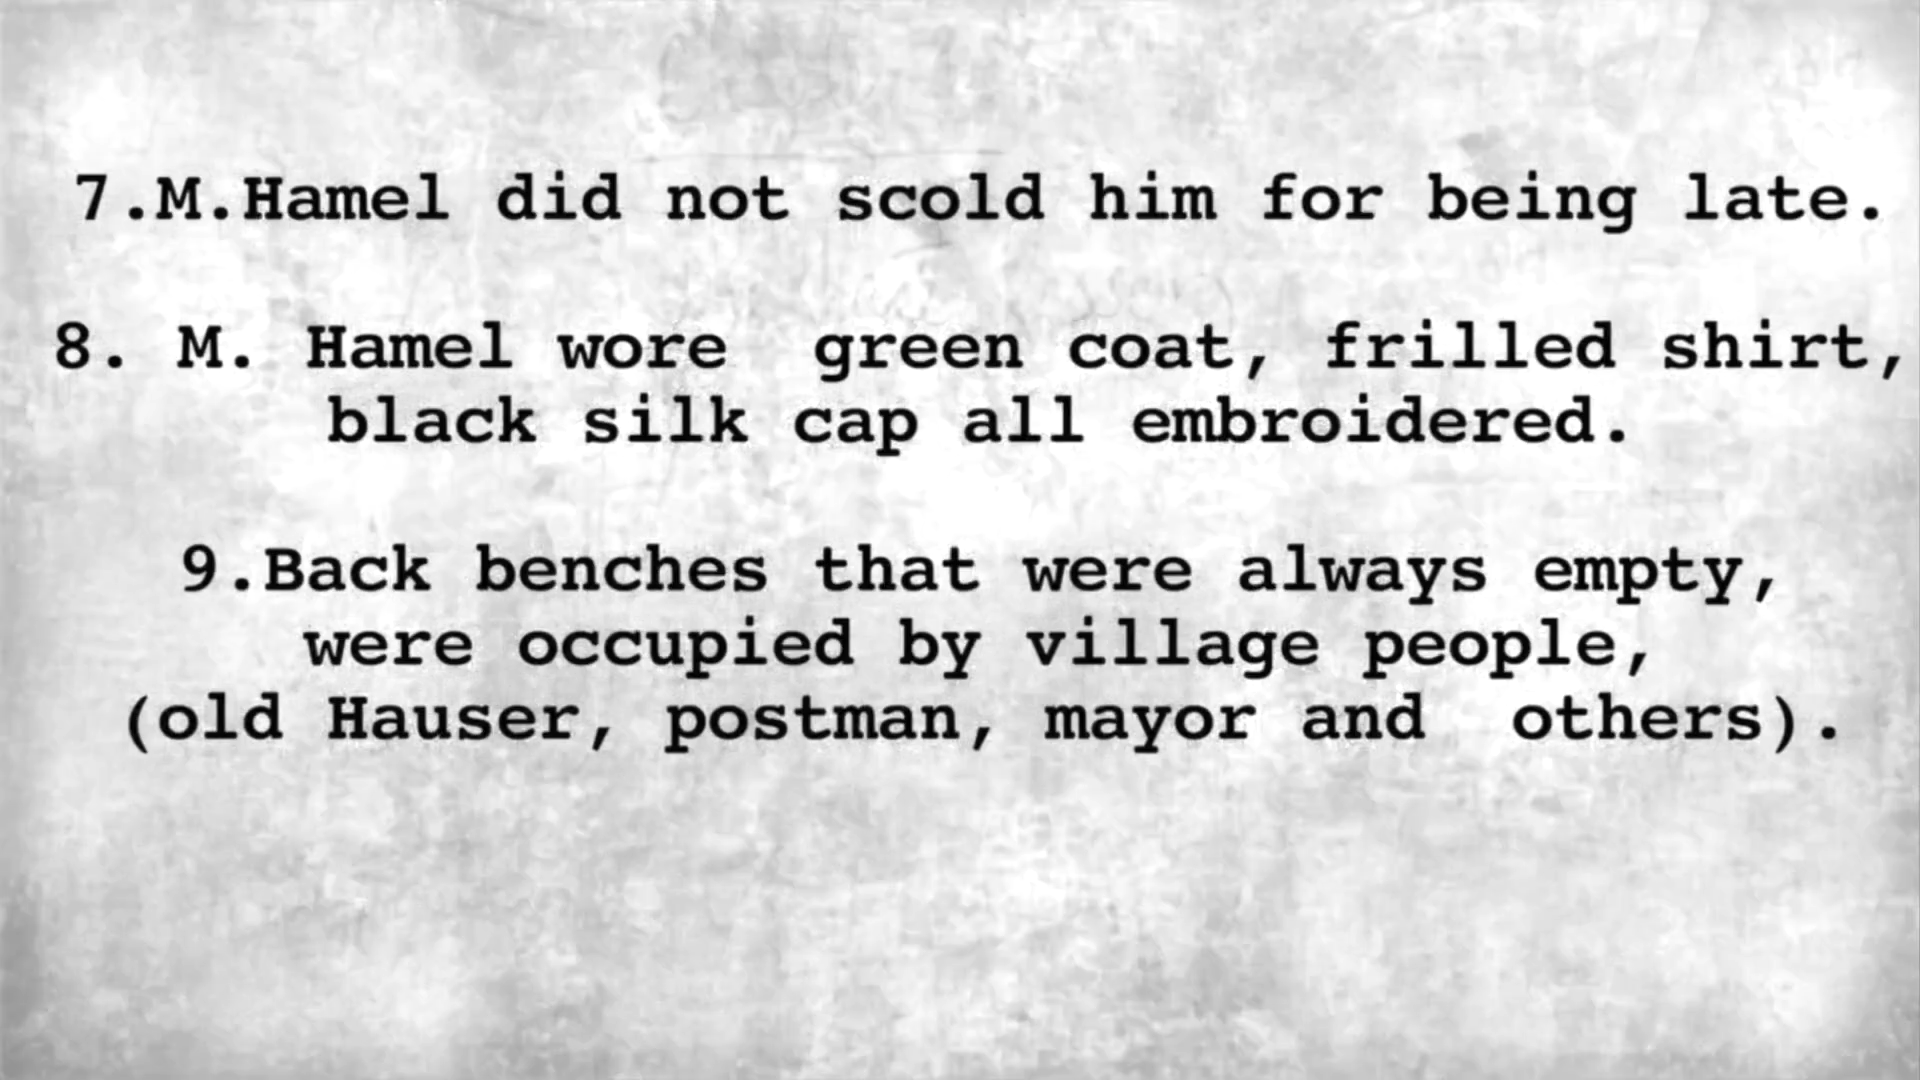 7.M.Hamel did not scold him for being late.
8. M. Hamel wore  green coat, frilled shirt,
black silk cap all embroidered.
9.Back benches that were always empty,
were occupied by village people,
(old Hauser, postman, mayor and  others).